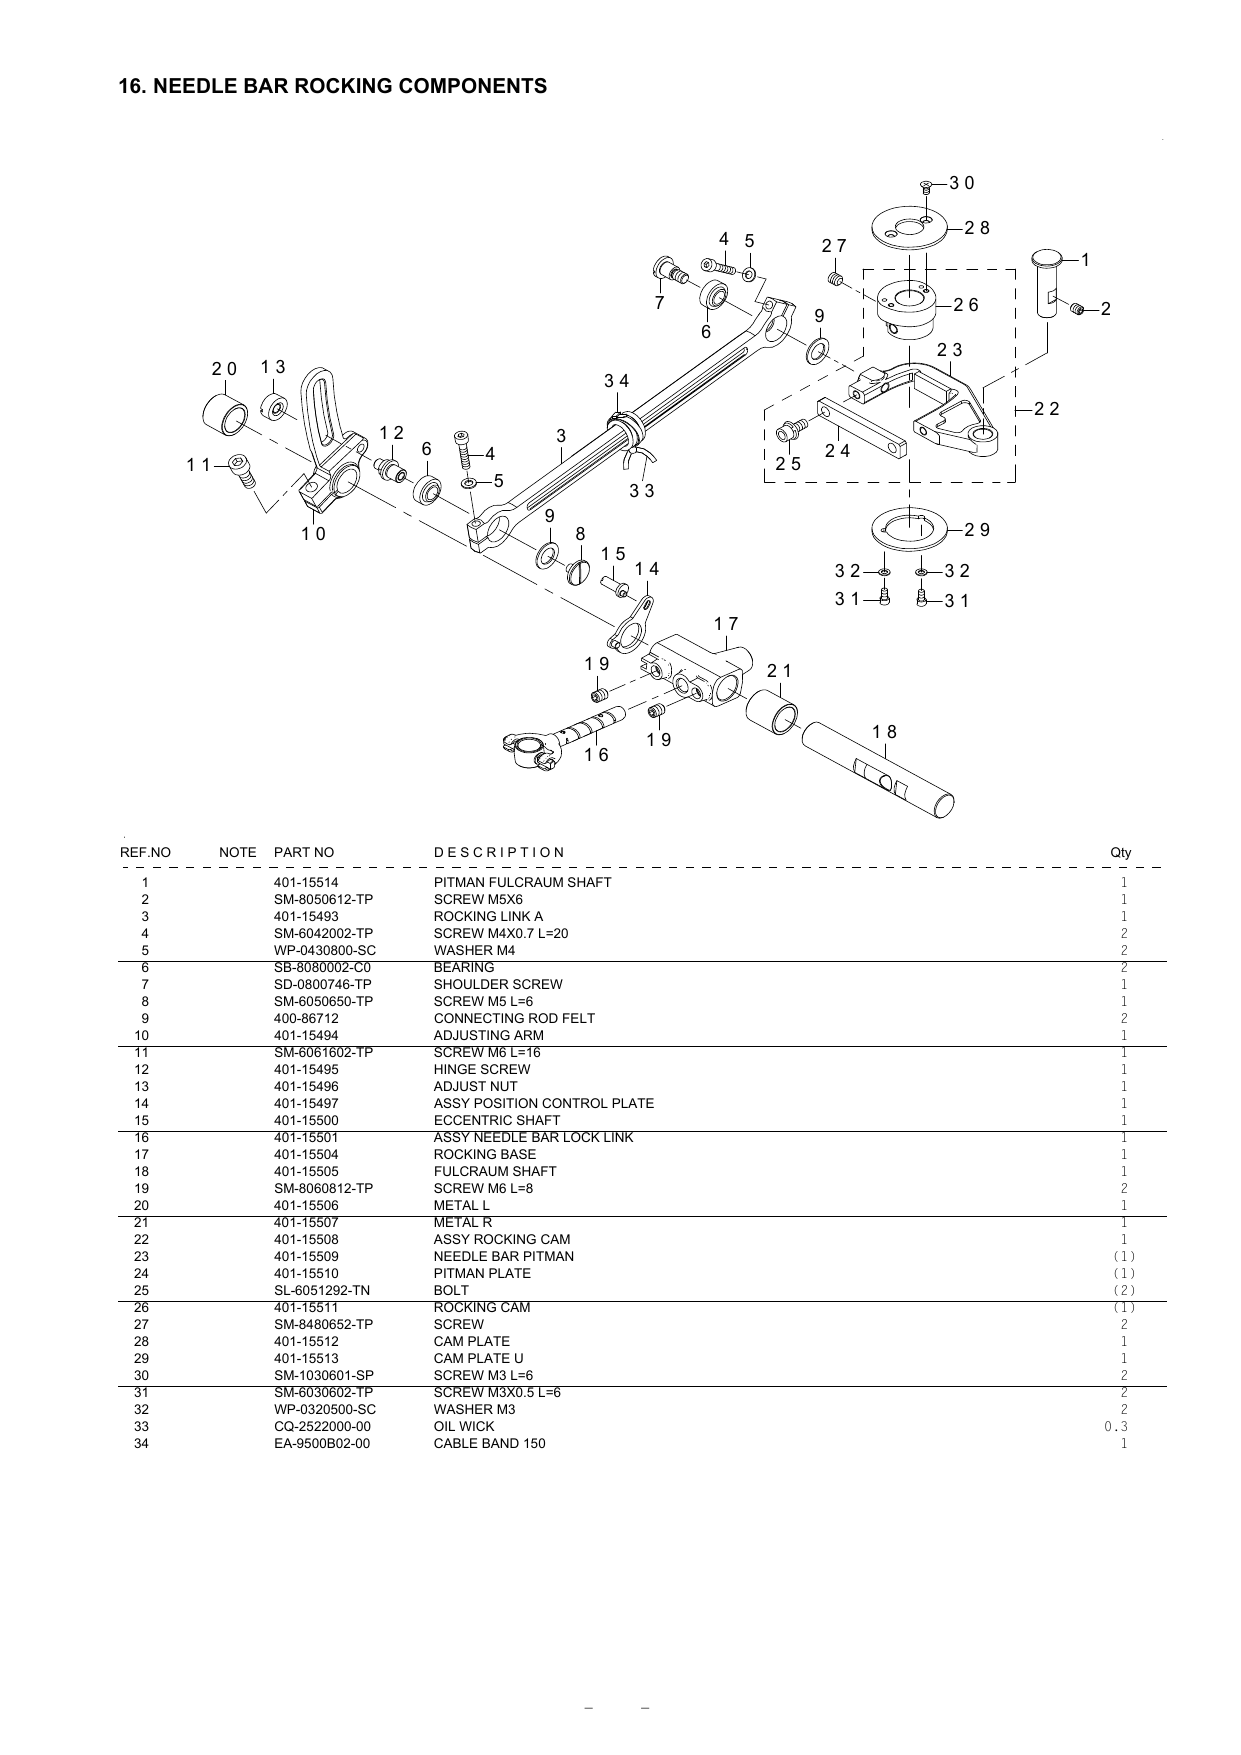 16. NEEDLE BAR ROCKING COMPONENTS
30
28
4 5
27
1
7
26
2
6
9
23
20 13
34
22
12
3
6
4
24
11
25
5
33
10
9
8
29
15
14
32 32
31 31
17
19
21
18
19
16
REF.NO NOTE PART NO DESCRIPTION Qty
1 401-15514 PITMAN FULCRAUM SHAFT 1
2 SM-8050612-TP SCREW M5X6 1
3 401-15493 ROCKING LINK A 1
4 SM-6042002-TP SCREW M4X0.7 L=20 2
5 WP-0430800-SC WASHER M4 2
6 SB-8080002-C0 BEARING 2
7 SD-0800746-TP SHOULDER SCREW 1
8 SM-6050650-TP SCREW M5 L=6 1
9 400-86712 CONNECTING ROD FELT 2
10 401-15494 ADJUSTING ARM 1
11 SM-6061602-TP SCREW M6 L=16 1
12 401-15495 HINGE SCREW 1
13 401-15496 ADJUST NUT 1
14 401-15497 ASSY POSITION CONTROL PLATE 1
15 401-15500 ECCENTRIC SHAFT 1
16 401-15501 ASSY NEEDLE BAR LOCK LINK 1
17 401-15504 ROCKING BASE 1
18 401-15505 FULCRAUM SHAFT 1
19 SM-8060812-TP SCREW M6 L=8 2
20 401-15506 METAL L 1
21 401-15507 METAL R 1
22 401-15508 ASSY ROCKING CAM 1
23 401-15509 NEEDLE BAR PITMAN (1)
24 401-15510 PITMAN PLATE (1)
25 SL-6051292-TN BOLT (2)
26 401-15511 ROCKING CAM (1)
27 SM-8480652-TP SCREW 2
28 401-15512 CAM PLATE 1
29 401-15513 CAM PLATE U 1
30 SM-1030601-SP SCREW M3 L=6 2
31 SM-6030602-TP SCREW M3X0.5 L=6 2
32 WP-0320500-SC WASHER M3 2
33 CQ-2522000-00 OIL WICK 0.3
34 EA-9500B02-00 CABLE BAND 150 1
– –